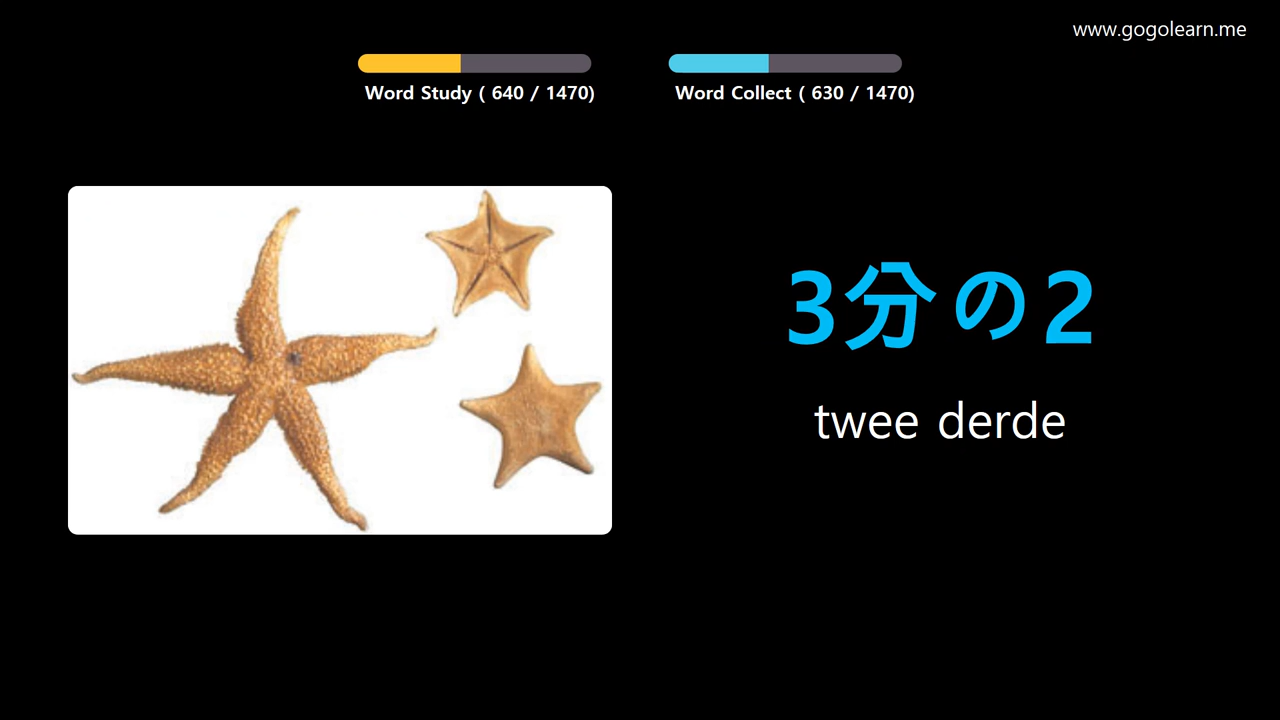 www.gogolearn.me
Word Study ( 640 / 1470)
Word Collect ( 630 / 1470)
3分の2
twee derde